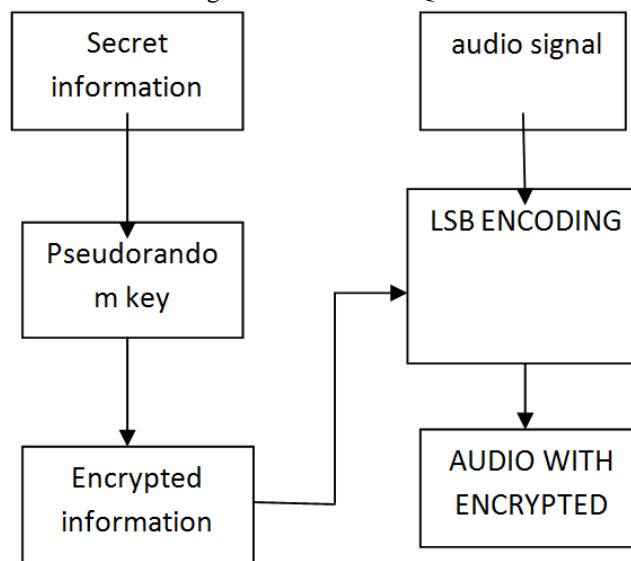 Secret
information
audio signal
Pseudorando
m key
LSB ENCODING
Encrypted
information
AUDIO WITH
ENCRYPTED